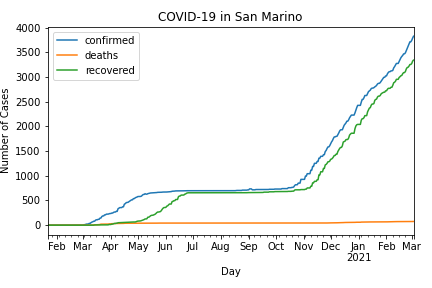 COVID-19 in San Marino
confirmed
deaths
recovered
Number of Cases
4000
3500
3000
2500
2000
1500
1000
500
0
Feb Mar Apr May Jun Jul Aug Sep Oct Nov Dec Jan Feb Mar
2021
Day